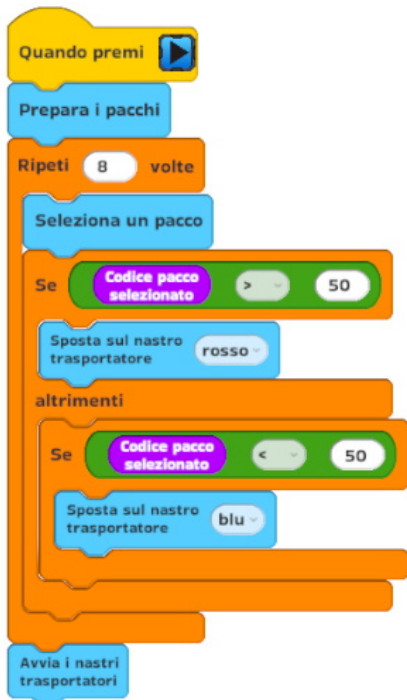 Quando premi
Prepara i pacchi
Ripeti 8 volte
Seleziona un pacco
Se Codice pacco selezionato > 50
Sposta sul nastro trasportatore rosso
altrimenti
Se Codice pacco selezionato < 50
Sposta sul nastro trasportatore blu
Avvia i nastri
trasportatori